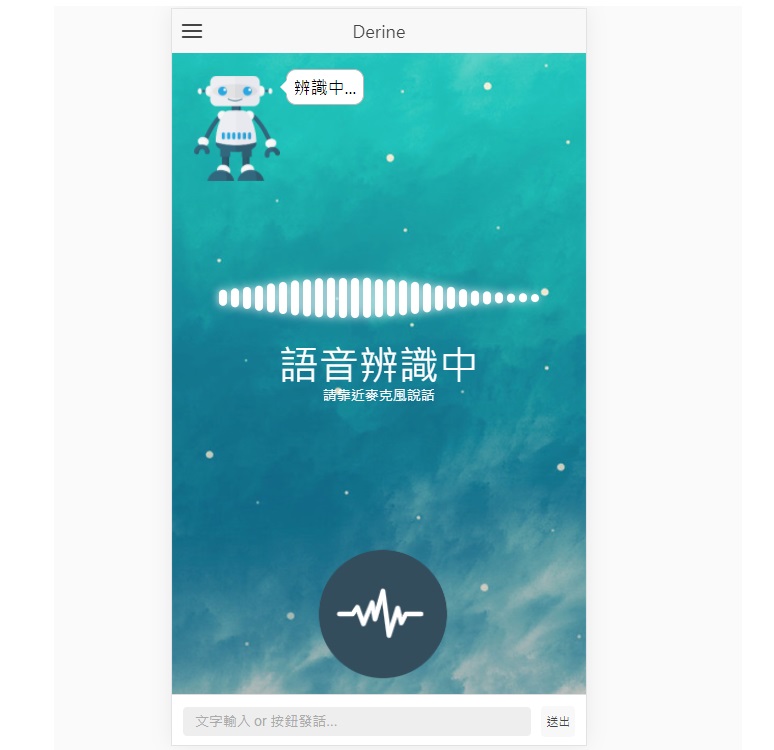 Derine
辨識中...
語音辨識中
請靠近麥克風說話
文字輸入 or 按鈕發話...
送出